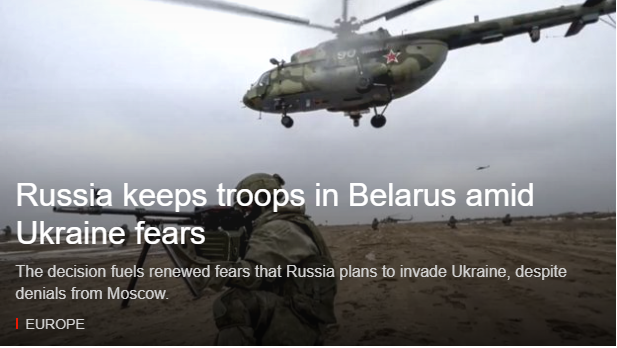 90
Russia keeps troops in Belarus amid
Ukraine fears
The decision fuels renewed fears that Russia plans to invade Ukraine, despite
denials from Moscow.
EUROPE